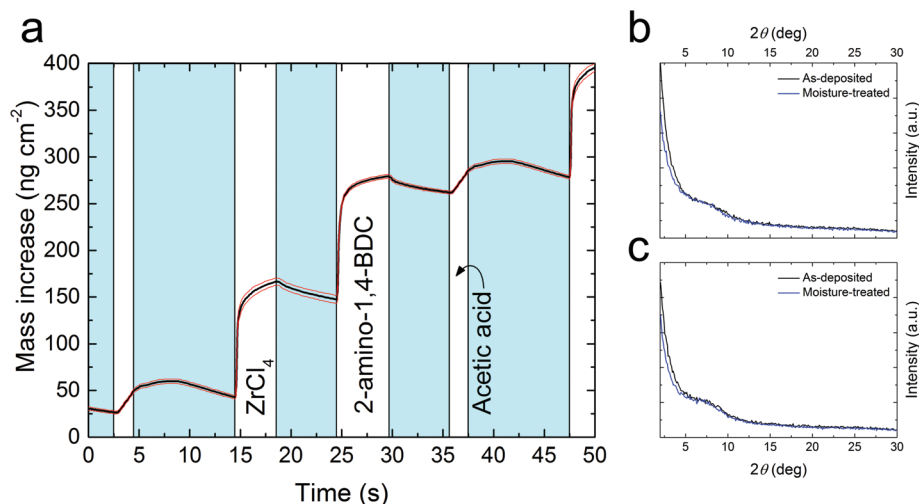 a
Mass increase (ng cm⁻²)
400
350
300
250
200
150
100
50
0
ZrCl₄
2-amino-1,4-BDC
Acetic acid
0 5 10 15 20 25 30 35 40 45 50
Time (s)
b
2θ (deg)
5 10 15 20 25 30
As-deposited
Moisture-treated
Intensity (a.u.)
c
As-deposited
Moisture-treated
Intensity (a.u.)
5 10 15 20 25 30
2θ (deg)